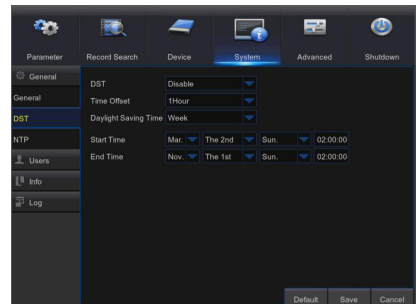 Parameter Record Search Device System Advanced Shutdown
General
General
DST
NTP
Users
Info
Log
DST Disable
Time Offset 1Hour
Daylight Saving Time Week
Start Time Mar. The 2nd Sun. 02:00:00
End Time Nov. The 1st Sun. 02:00:00
Default Save Cancel